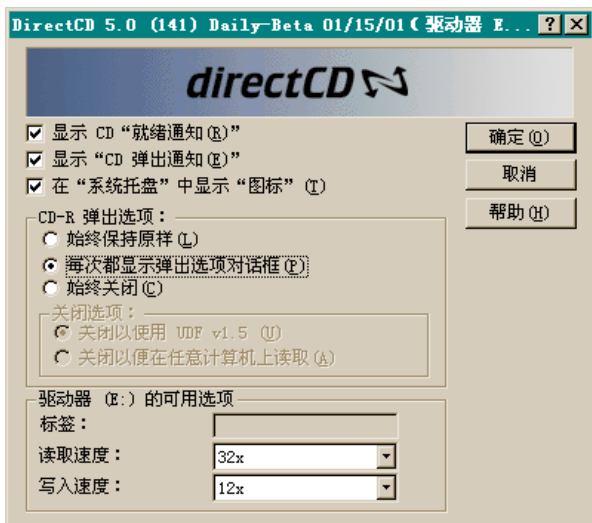 DirectCD 5.0 (141) Daily-Beta 01/15/01（驱动器 E...
directCD
显示 CD “就绪通知(R)”
确定(O)
显示 “CD 弹出通知(E)”
取消
在 “系统托盘” 中显示 “图标” (T)
帮助(H)
CD-R 弹出选项：
始终保持原样(L)
每次都显示弹出选项对话框(P)
始终关闭(C)
关闭选项：
关闭以使用 UDF v1.5 (U)
关闭以便在任意计算机上读取(A)
驱动器 (E:) 的可用选项
标签：
读取速度：
32x
写入速度：
12x